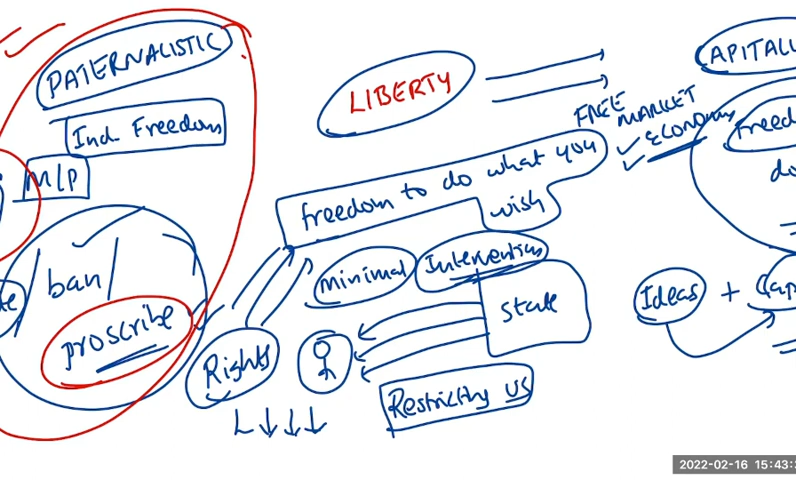 PATERNALISTIC
Ind Freedom
M/P
/ ban /
proscribe
LIBERTY
FREE
MARKET
ECONOMY
freedom to do what you
wish
minimal Intervention
State
Rights
Restricting us
Ideas +
2022-02-16 15:43: